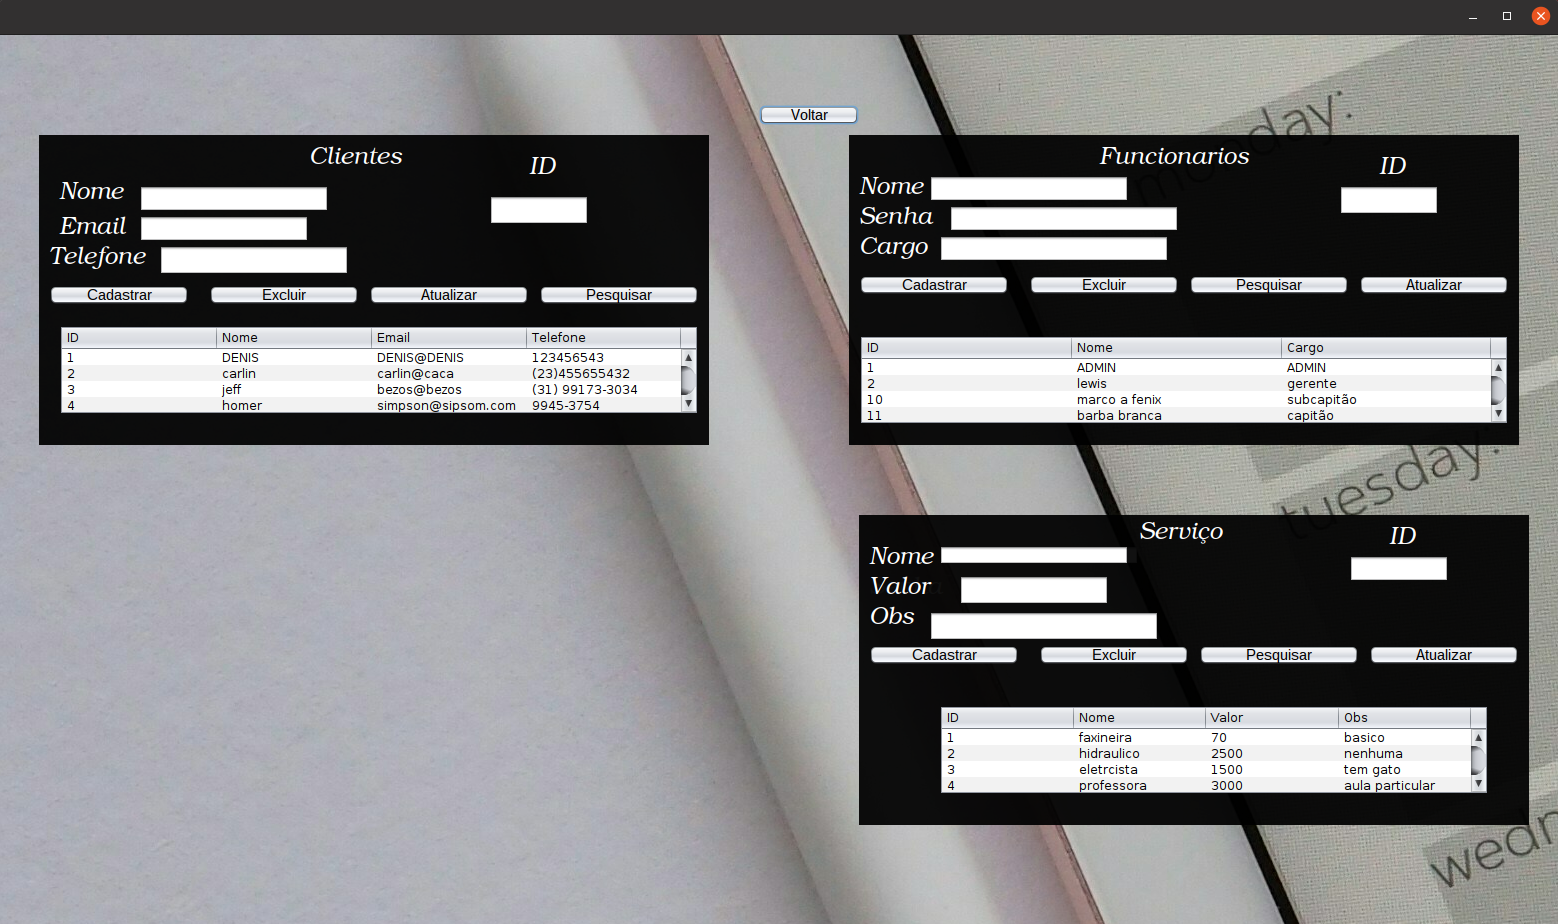 Voltar
Clientes
ID
Nome
Email
Telefone
Cadastrar Excluir Atualizar Pesquisar
ID Nome Email Telefone
1 DENIS DENIS@DENIS 123456543
2 carlin carlin@caca (23)455655432
3 jeff bezos@bezos (31) 99173-3034
4 homer simpson@sipsom.com 9945-3754
Funcionarios
ID
Nome
Senha
Cargo
Cadastrar Excluir Pesquisar Atualizar
ID Nome Cargo
1 ADMIN ADMIN
2 lewis gerente
10 marco a fenix subcapitão
11 barba branca capitão
Serviço
ID
Nome
Valor
Obs
Cadastrar Excluir Pesquisar Atualizar
ID Nome Valor Obs
1 faxineira 70 basico
2 hidraulico 2500 nenhuma
3 eletrcista 1500 tem gato
4 professora 3000 aula particular
monday:
tuesday:
wedn